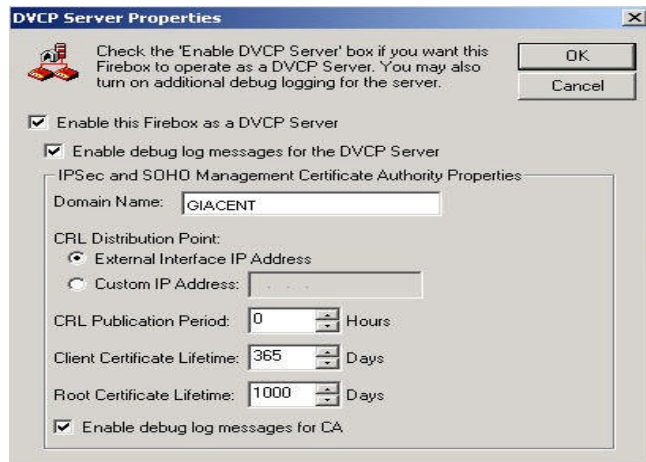 DVCP Server Properties
Check the 'Enable DVCP Server' box if you want this
Firebox to operate as a DVCP Server. You may also
turn on additional debug logging for the server.
OK
Cancel
Enable this Firebox as a DVCP Server
Enable debug log messages for the DVCP Server
IPSec and SOHO Management Certificate Authority Properties
Domain Name: GIACENT
CRL Distribution Point:
External Interface IP Address
Custom IP Address: . . .
CRL Publication Period: 0 Hours
Client Certificate Lifetime: 365 Days
Root Certificate Lifetime: 1000 Days
Enable debug log messages for CA